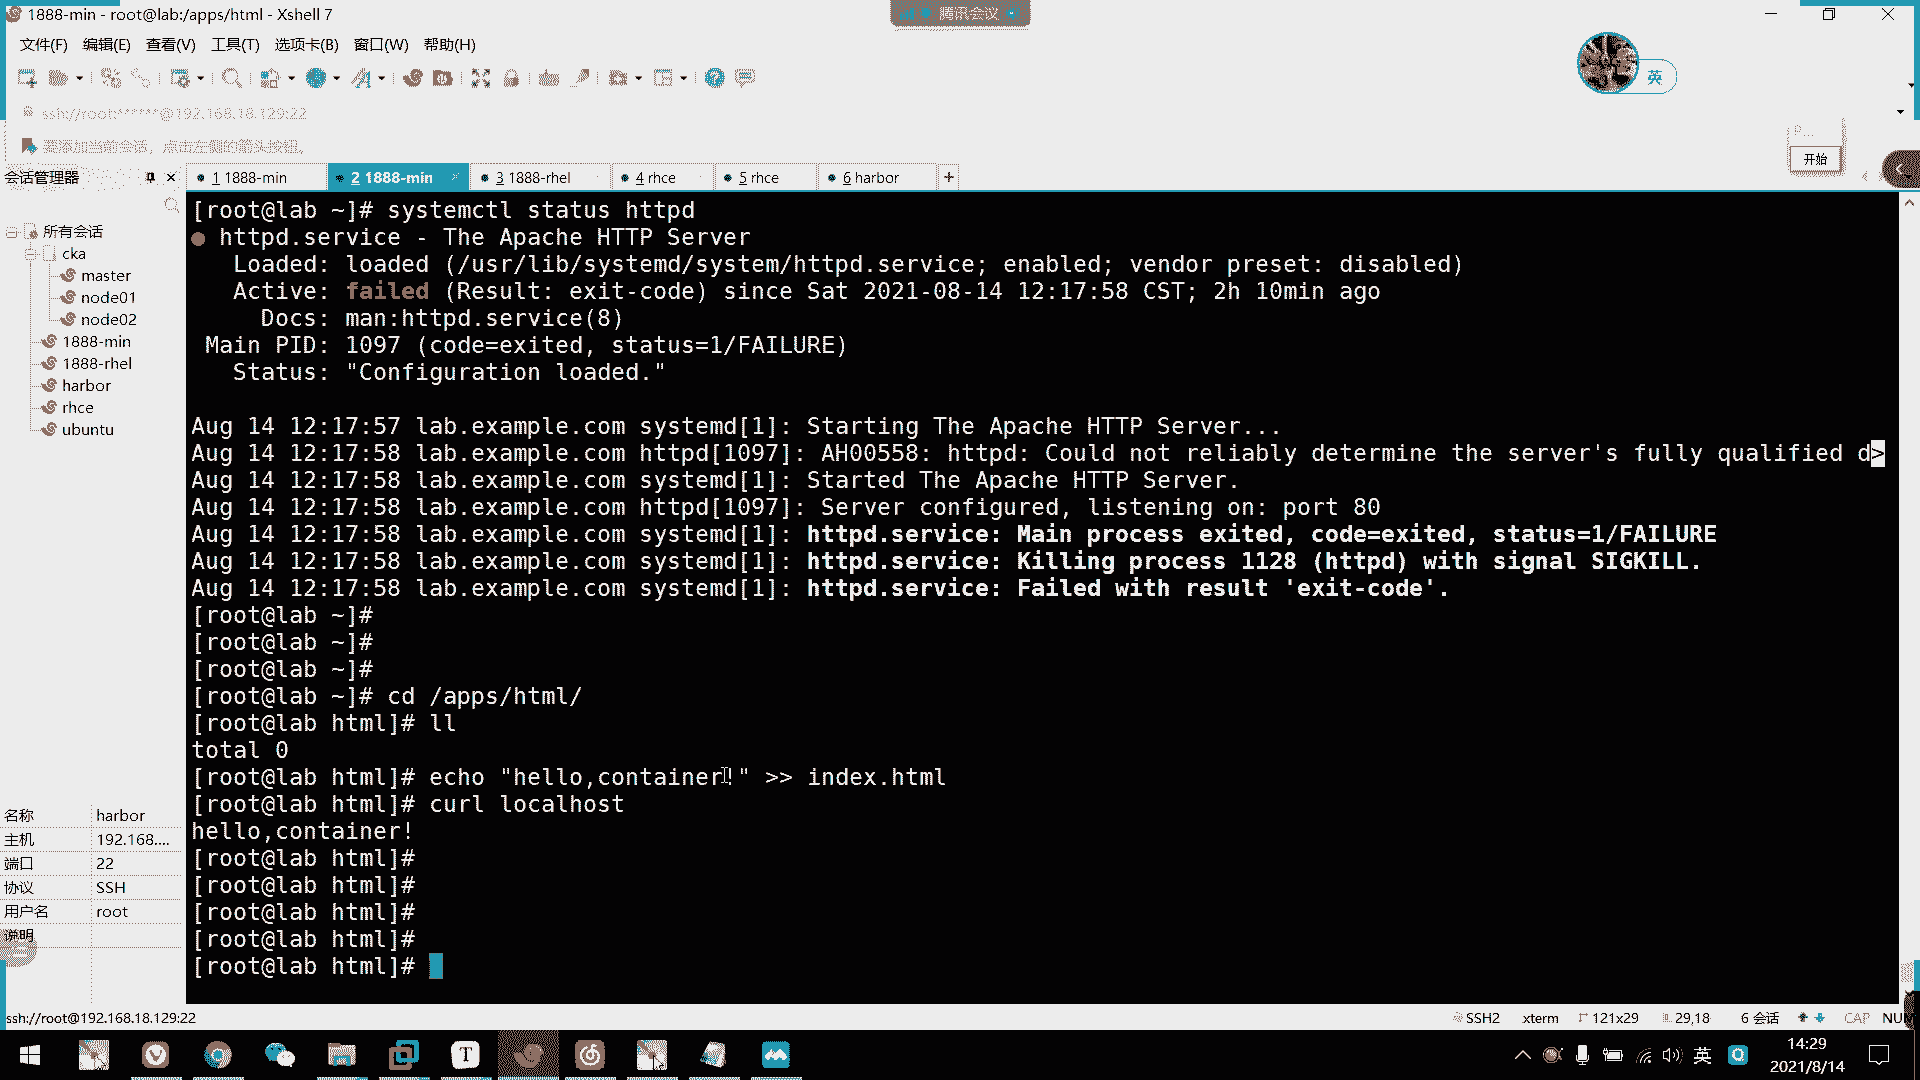 1888-min - root@lab:/apps/html - Xshell 7
腾讯会议
文件(F) 编辑(E) 查看(V) 工具(T) 选项卡(B) 窗口(W) 帮助(H)
英
ssh://root:******@192.168.18.129:22
要添加当前会话，点击左侧的箭头按钮。
P...
开始
会话管理器
1 1888-min
2 1888-min
3 1888-rhel
4 rhce
5 rhce
6 harbor
所有会话
cka
master
node01
node02
1888-min
1888-rhel
harbor
rhce
ubuntu
[root@lab ~]# systemctl status httpd
● httpd.service - The Apache HTTP Server
Loaded: loaded (/usr/lib/systemd/system/httpd.service; enabled; vendor preset: disabled)
Active: failed (Result: exit-code) since Sat 2021-08-14 12:17:58 CST; 2h 10min ago
Docs: man:httpd.service(8)
Main PID: 1097 (code=exited, status=1/FAILURE)
Status: "Configuration loaded."
Aug 14 12:17:57 lab.example.com systemd[1]: Starting The Apache HTTP Server...
Aug 14 12:17:58 lab.example.com httpd[1097]: AH00558: httpd: Could not reliably determine the server's fully qualified d>
Aug 14 12:17:58 lab.example.com systemd[1]: Started The Apache HTTP Server.
Aug 14 12:17:58 lab.example.com httpd[1097]: Server configured, listening on: port 80
Aug 14 12:17:58 lab.example.com systemd[1]: httpd.service: Main process exited, code=exited, status=1/FAILURE
Aug 14 12:17:58 lab.example.com systemd[1]: httpd.service: Killing process 1128 (httpd) with signal SIGKILL.
Aug 14 12:17:58 lab.example.com systemd[1]: httpd.service: Failed with result 'exit-code'.
[root@lab ~]#
[root@lab ~]#
[root@lab ~]#
[root@lab ~]# cd /apps/html/
[root@lab html]# ll
total 0
[root@lab html]# echo "hello,container!" >> index.html
[root@lab html]# curl localhost
hello,container!
[root@lab html]#
[root@lab html]#
[root@lab html]#
[root@lab html]#
[root@lab html]#
名称 harbor
主机 192.168....
端口 22
协议 SSH
用户名 root
说明
ssh://root@192.168.18.129:22
SSH2 xterm 121x29 29,18 6 会话 CAP NUM
英
14:29
2021/8/14